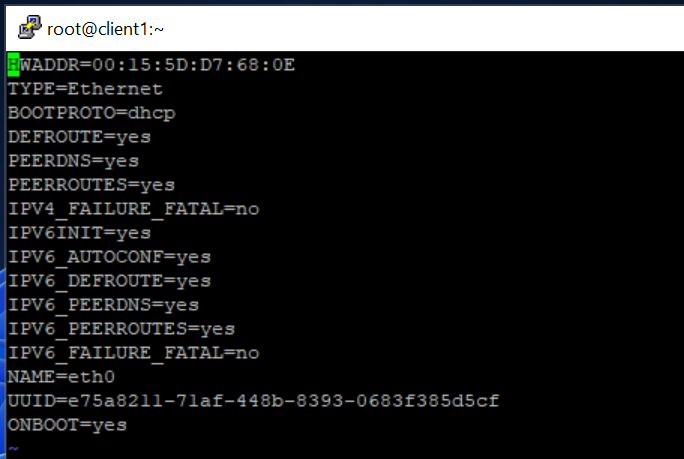 root@client1:~
HWADDR=00:15:5D:D7:68:0E
TYPE=Ethernet
BOOTPROTO=dhcp
DEFROUTE=yes
PEERDNS=yes
PEERROUTES=yes
IPV4_FAILURE_FATAL=no
IPV6INIT=yes
IPV6_AUTOCONF=yes
IPV6_DEFROUTE=yes
IPV6_PEERDNS=yes
IPV6_PEERROUTES=yes
IPV6_FAILURE_FATAL=no
NAME=eth0
UUID=e75a8211-71af-448b-8393-0683f385d5cf
ONBOOT=yes
~